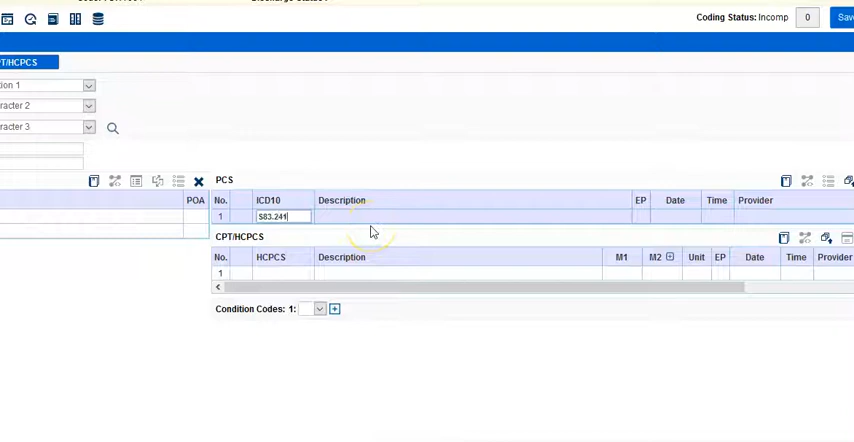 Coding Status: Incomp 0 Sav
PT/HCPCS
tion 1
racter 2
racter 3
POA
PCS
No. ICD10 Description EP Date Time Provider
1 S83.241
CPT/HCPCS
No. HCPCS Description M1 M2 Unit EP Date Time Provider
1
Condition Codes: 1: